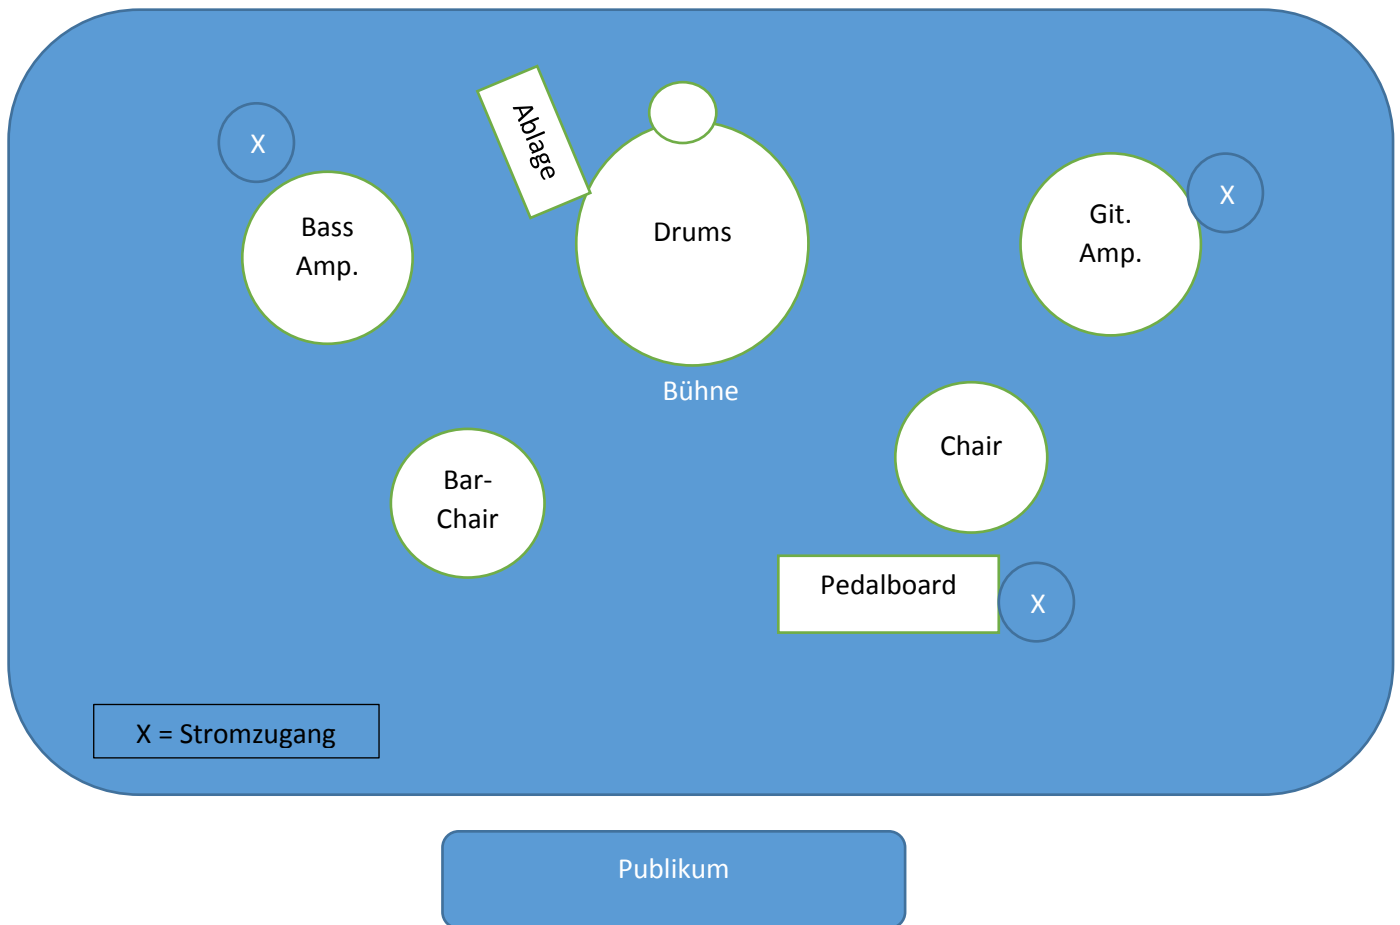 Ablage
X
Bass
Amp.
Drums
Git.
Amp.
X
Bühne
Bar-
Chair
Chair
Pedalboard
X
X = Stromzugang
Publikum